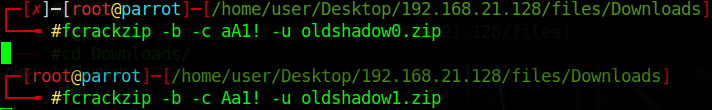 ┌─[✗]─[root@parrot]─[/home/user/Desktop/192.168.21.128/files/Downloads]
└──╼ #fcrackzip -b -c aA1! -u oldshadow0.zip
#cd Downloads/
┌─[root@parrot]─[/home/user/Desktop/192.168.21.128/files/Downloads]
└──╼ #fcrackzip -b -c Aa1! -u oldshadow1.zip